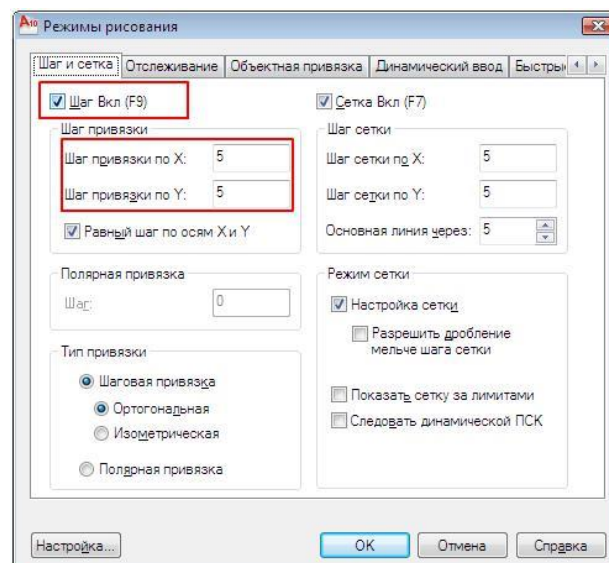 A10 Режимы рисования
Шаг и сетка Отслеживание Объектная привязка Динамический ввод Быстры
Шаг Вкл (F9)
Шаг привязки
Шаг привязки по X: 5
Шаг привязки по Y: 5
Равный шаг по осям X и Y
Полярная привязка
Шаг: 0
Тип привязки
Шаговая привязка
Ортогональная
Изометрическая
Полярная привязка
Сетка Вкл (F7)
Шаг сетки
Шаг сетки по X: 5
Шаг сетки по Y: 5
Основная линия через: 5
Режим сетки
Настройка сетки
Разрешить дробление
мельче шага сетки
Показать сетку за лимитами
Следовать динамической ПСК
Настройка... OK Отмена Справка